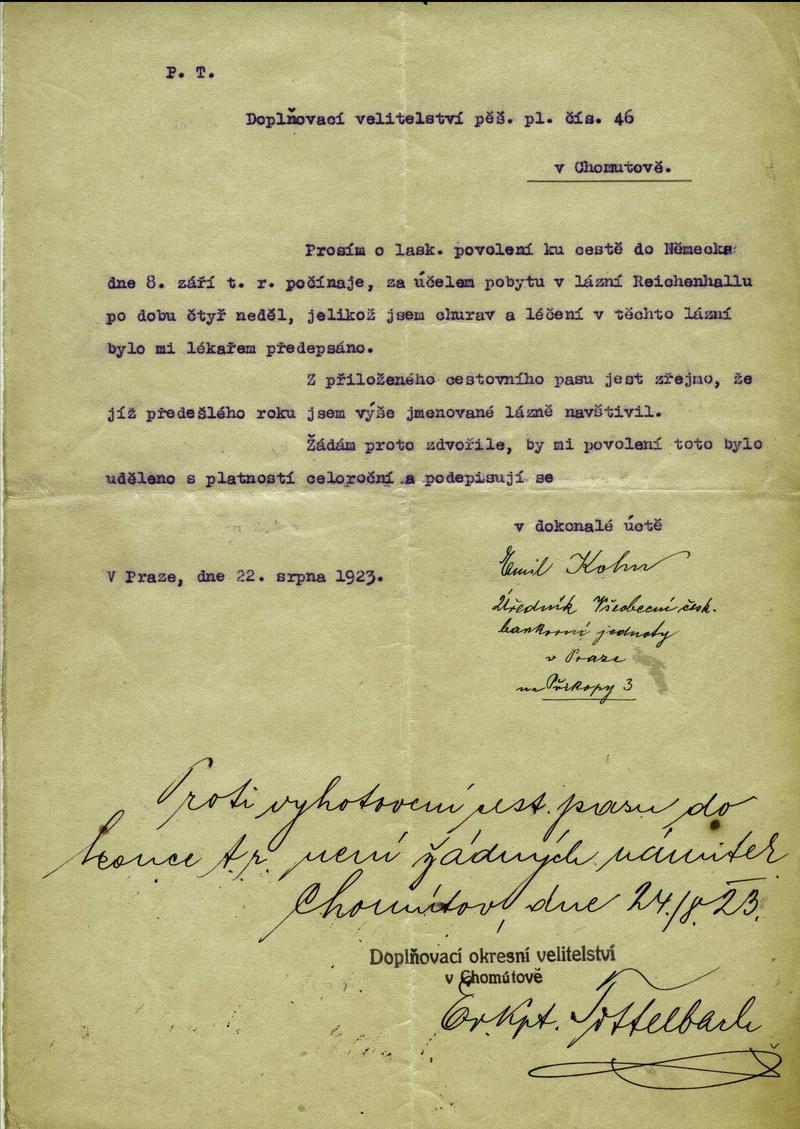 P. T.
Doplňovací velitelství pěš. pl. čís. 46
v Chomutově.
Prosím o lask. povolení ku cestě do Německa
dne 8. září t. r. počínaje, za účelem pobytu v lázní Reichenhallu
po dobu čtyř neděl, jelikož jsem churav a léčení v těchto lázní
bylo mi lékařem předepsáno.
Z přiloženého cestovního pasu jest zřejmo, že
jíž předešlého roku jsem výše jmenované lázně navštívil.
Žádám proto zdvořile, by mi povolení toto bylo
uděleno s platností celoroční a podepisují se
v dokonalé úctě
V Praze, dne 22. srpna 1923.
Emil Kohn
Úředník Všeobecní česk.
bankovní jednoty
v Praze
na Příkopy 3
Proti vyhotovení cest. pasu do
konce t. r. není žádných námitek
Chomútov, dne 24./8. 23.
Doplňovací okresní velitelství
v Chomútově
Ev. Kpt.